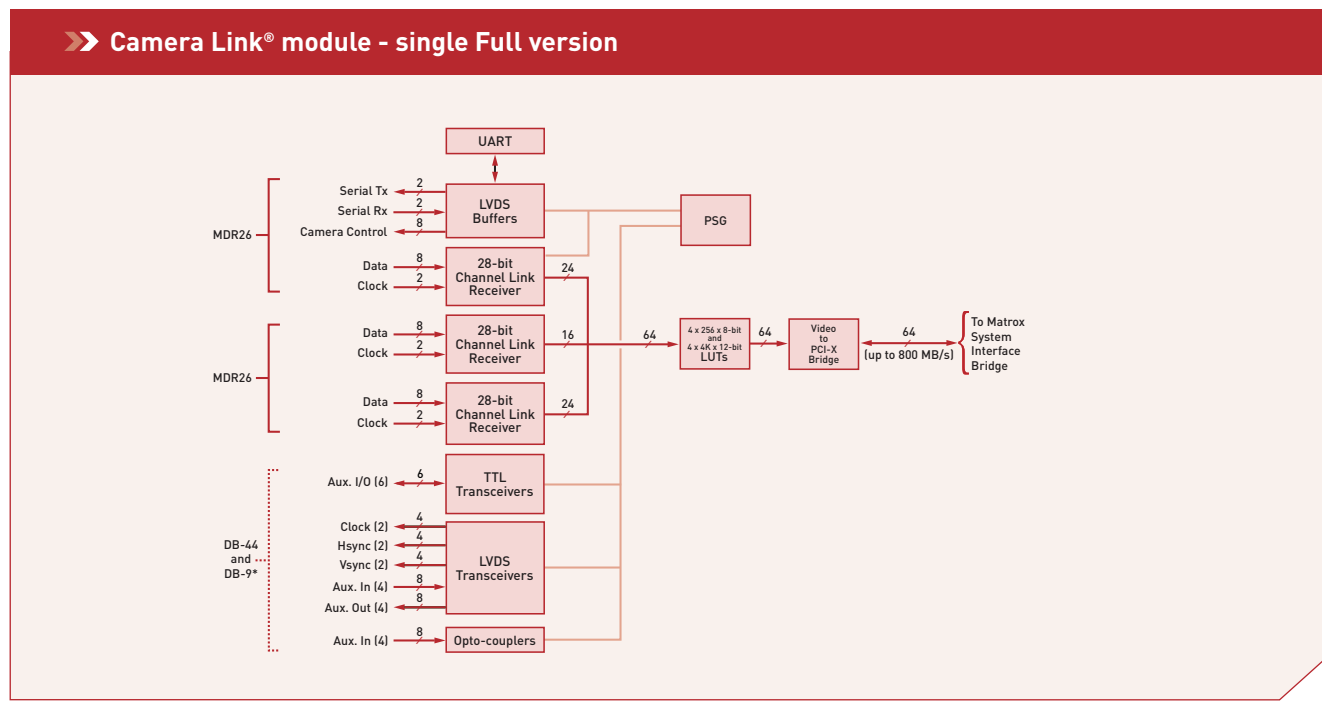 Camera Link® module - single Full version
UART
Serial Tx
2
Serial Rx
2
Camera Control
8
LVDS
Buffers
PSG
MDR26
Data
8
Clock
2
28-bit
Channel Link
Receiver
24
MDR26
Data
8
Clock
2
28-bit
Channel Link
Receiver
16
64
4 x 256 x 8-bit
and
4 x 4K x 12-bit
LUTs
64
Video
to
PCI-X
Bridge
64
(up to 800 MB/s)
To Matrox
System
Interface
Bridge
Data
8
Clock
2
28-bit
Channel Link
Receiver
24
DB-44
and
DB-9*
Aux. I/O (6)
6
TTL
Transceivers
Clock (2)
4
Hsync (2)
4
Vsync (2)
4
Aux. In (4)
8
Aux. Out (4)
8
LVDS
Transceivers
Aux. In (4)
8
Opto-couplers